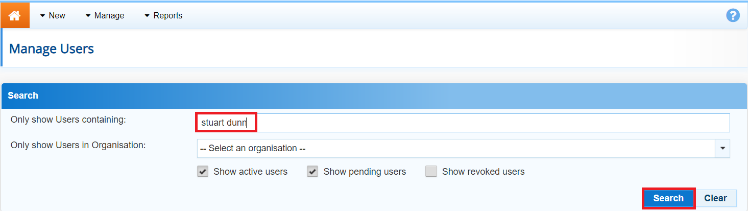 New Manage Reports ?
Manage Users
Search
Only show Users containing: stuart dunn
Only show Users in Organisation: -- Select an organisation --
Show active users Show pending users Show revoked users
Search Clear